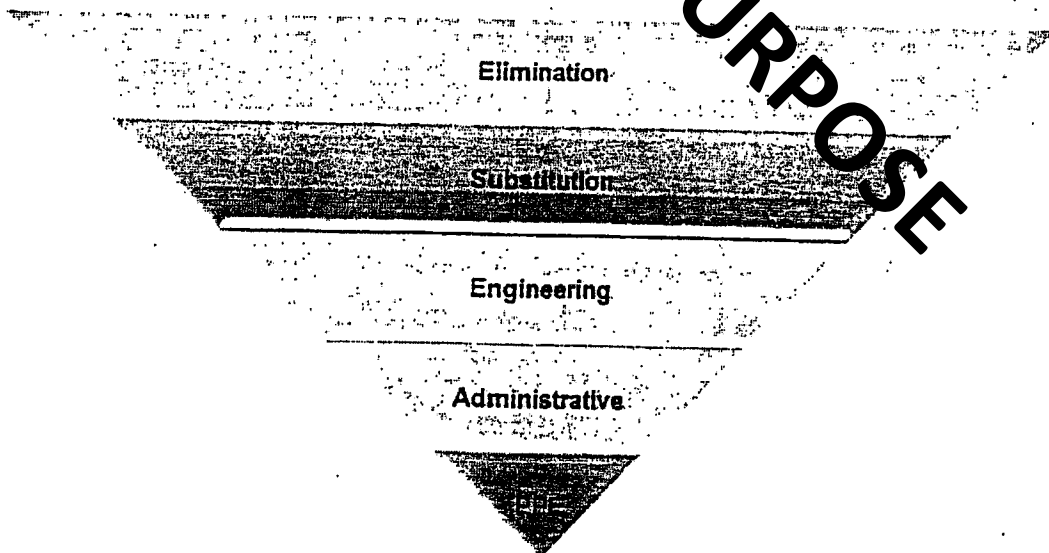 URPOSE
Elimination
Substitution
Engineering
Administrative